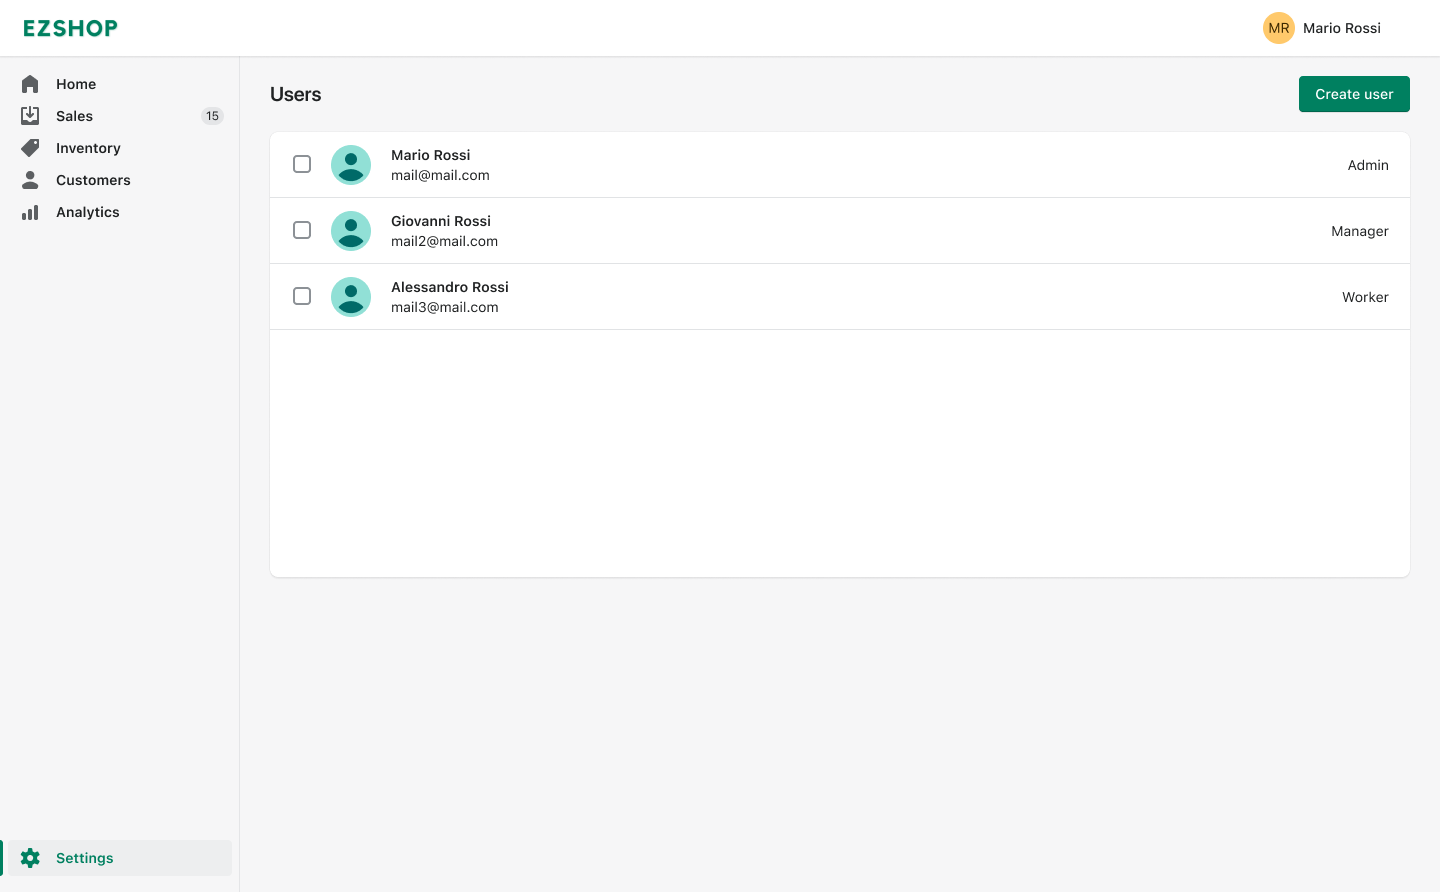 EZSHOP
MR Mario Rossi
Home
Sales 15
Inventory
Customers
Analytics
Settings
Users
Create user
Mario Rossi
mail@mail.com
Admin
Giovanni Rossi
mail2@mail.com
Manager
Alessandro Rossi
mail3@mail.com
Worker